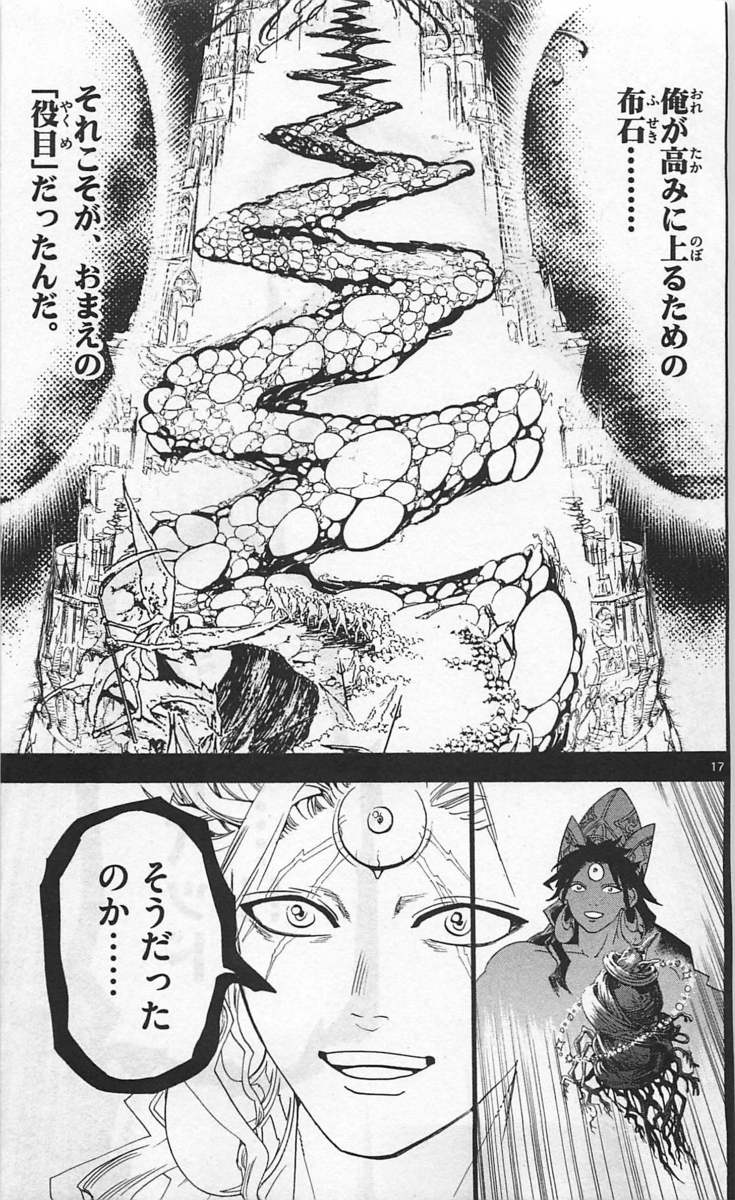 俺が高みに上るための
布石………
それこそが、おまえの
「役目」だったんだ。
17
そうだった
のか……